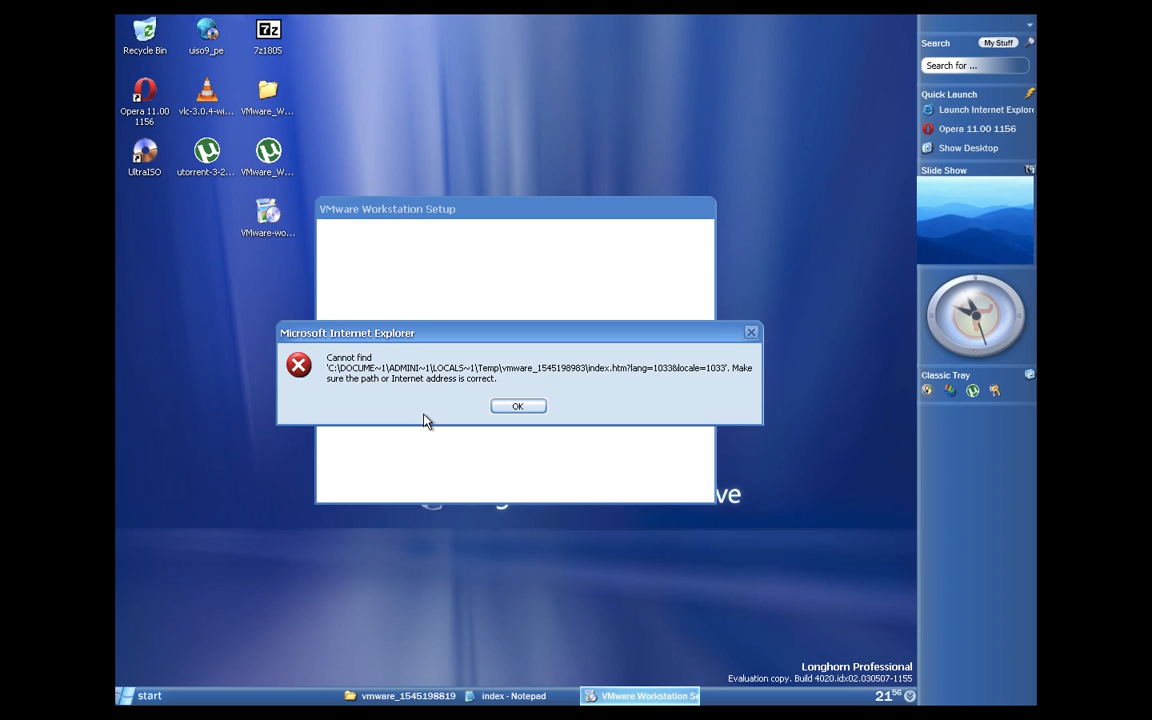 Recycle Bin
uiso9_pe
7z
7z1805
Opera 11.00
1156
vlc-3.0.4-wi...
VMware_W...
UltraISO
utorrent-3-2...
VMware_W...
VMware-wo...
VMware Workstation Setup
Microsoft Internet Explorer
Cannot find
'C:\DOCUME~1\ADMINI~1\LOCALS~1\Temp\vmware_1545198983\index.htm?lang=1033&locale=1033'. Make
sure the path or Internet address is correct.
OK
ve
Search
My Stuff
Search for ...
Quick Launch
Launch Internet Explor
Opera 11.00 1156
Show Desktop
Slide Show
Classic Tray
Longhorn Professional
Evaluation copy. Build 4020.idx02.030507-1155
start
vmware_1545198819
index - Notepad
VMware Workstation Se
21 56